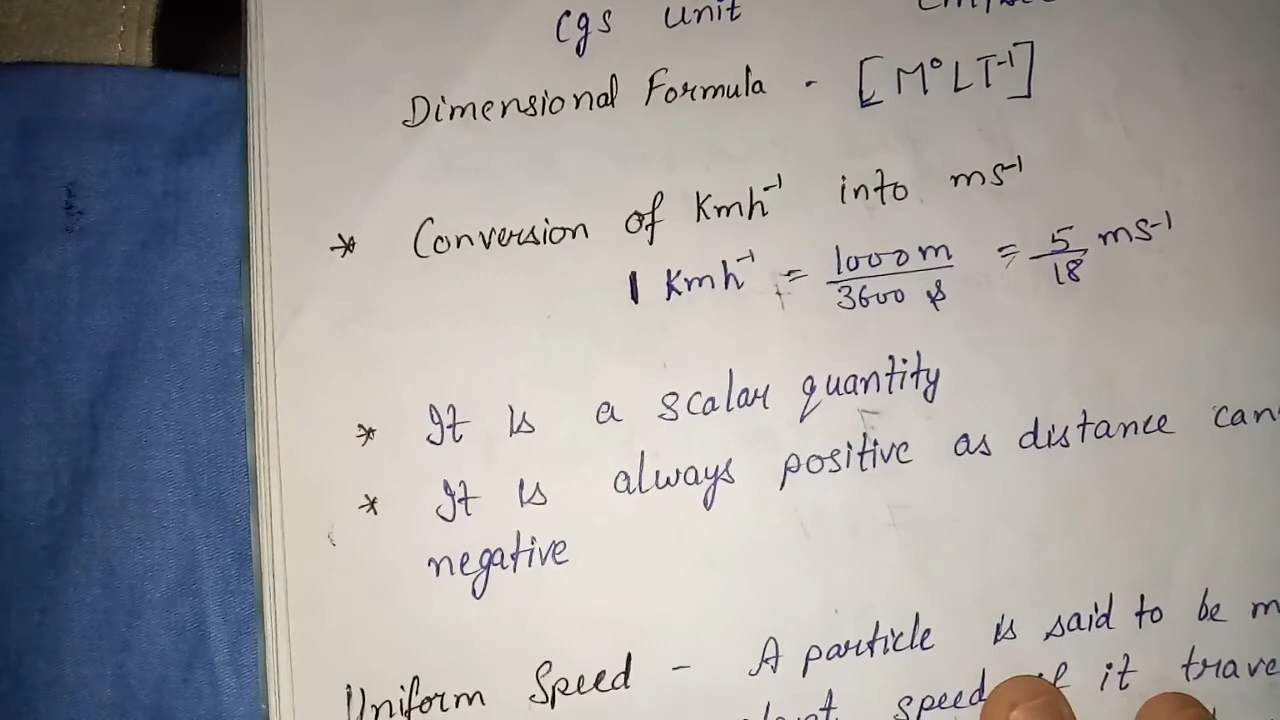 Cgs unit
Dimensional Formula - [M°LT⁻¹]
* Conversion of Kmh⁻¹ into ms⁻¹
1 Kmh⁻¹ = 1000m / 3600 s = 5/18 ms⁻¹
* It is a scalar quantity
* It is always positive as distance can
negative
Uniform Speed - A particle is said to be m
speed if it trave